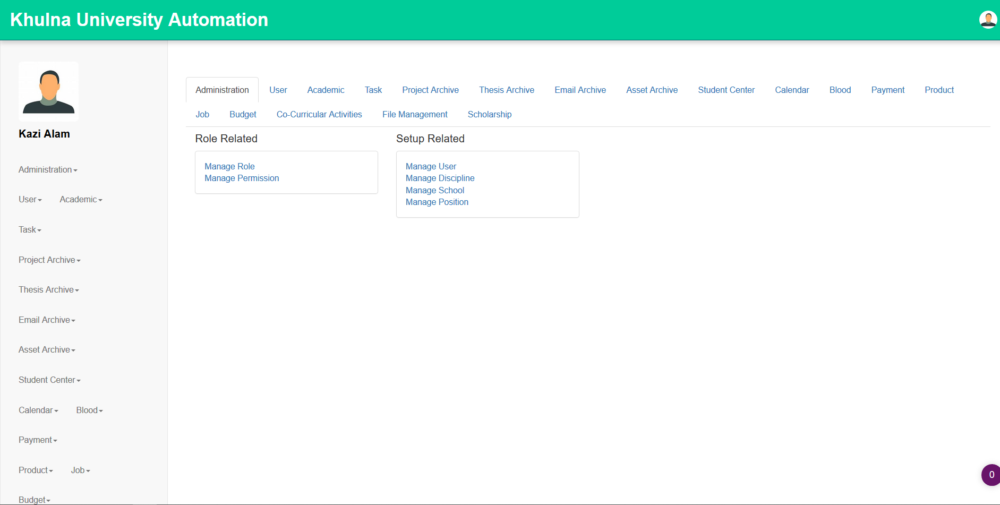 Khulna University Automation
Kazi Alam
Administration
User Academic
Task
Project Archive
Thesis Archive
Email Archive
Asset Archive
Student Center
Calendar Blood
Payment
Product Job
Budget
Administration User Academic Task Project Archive Thesis Archive Email Archive Asset Archive Student Center Calendar Blood Payment Product
Job Budget Co-Curricular Activities File Management Scholarship
Role Related
Manage Role
Manage Permission
Setup Related
Manage User
Manage Discipline
Manage School
Manage Position
0